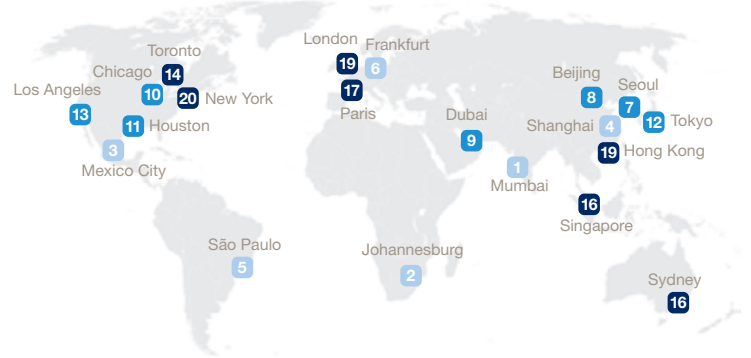 London
Frankfurt
19
6
Toronto
14
Chicago
10
20
New York
17
Paris
Los Angeles
13
11
Houston
3
Mexico City
Beijing
8
Seoul
7
Dubai
9
Shanghai
4
12
Tokyo
19
Hong Kong
1
Mumbai
16
Singapore
São Paulo
5
Johannesburg
2
Sydney
16